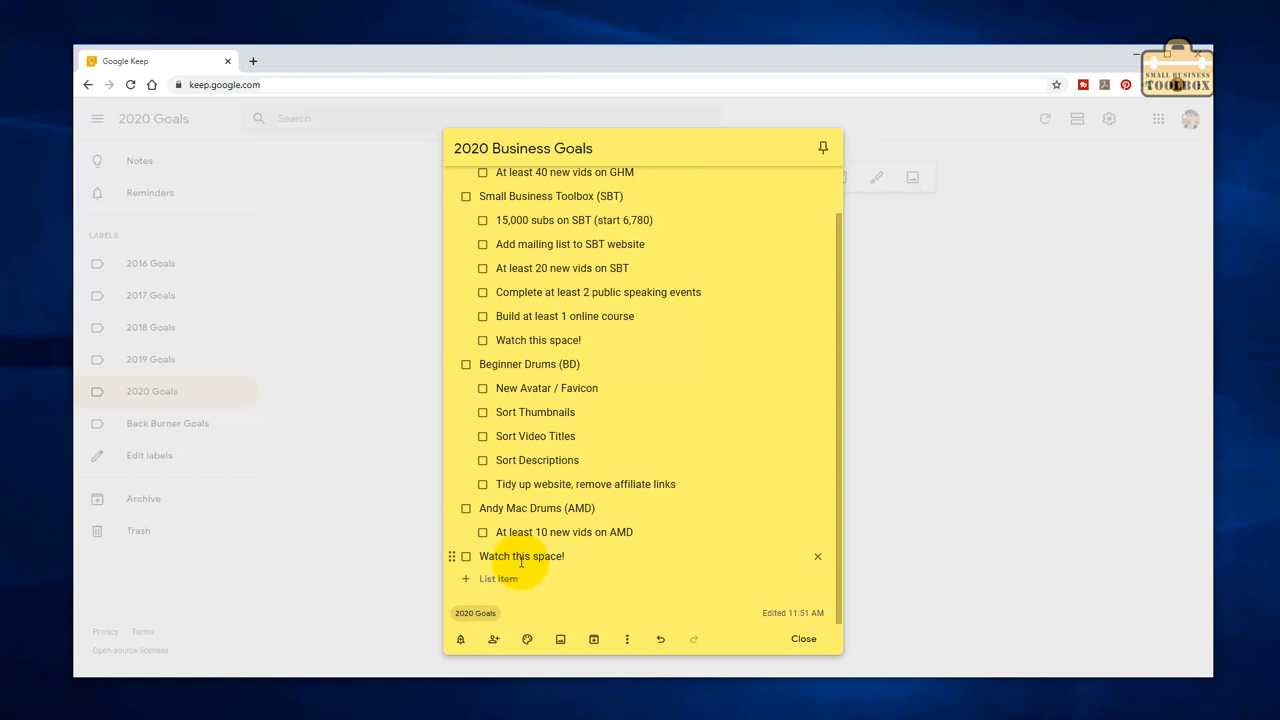 Google Keep
keep.google.com
SMALL BUSINESS
TOOLBOX
2020 Goals
Search
Notes
Reminders
LABELS
2016 Goals
2017 Goals
2018 Goals
2019 Goals
2020 Goals
Back Burner Goals
Edit labels
Archive
Trash
Privacy Terms
Open-source licenses
2020 Business Goals
At least 40 new vids on GHM
Small Business Toolbox (SBT)
15,000 subs on SBT (start 6,780)
Add mailing list to SBT website
At least 20 new vids on SBT
Complete at least 2 public speaking events
Build at least 1 online course
Watch this space!
Beginner Drums (BD)
New Avatar / Favicon
Sort Thumbnails
Sort Video Titles
Sort Descriptions
Tidy up website, remove affiliate links
Andy Mac Drums (AMD)
At least 10 new vids on AMD
Watch this space!
List item
2020 Goals
Edited 11:51 AM
Close